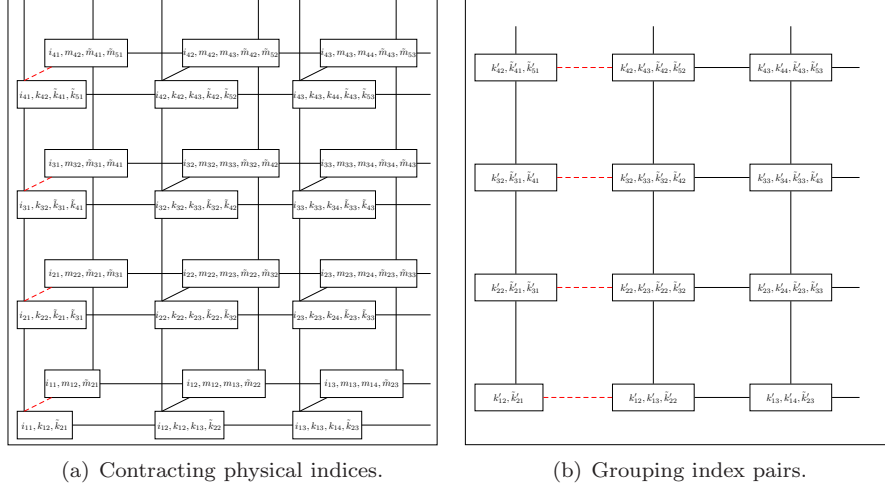 i₄₁, m₄₂, m̃₄₁, m̃₅₁
i₄₂, m₄₂, m₄₃, m̃₄₂, m̃₅₂
i₄₃, m₄₃, m₄₄, m̃₄₃, m̃₅₃
i₄₁, k₄₂, k̃₄₁, k̃₅₁
i₄₂, k₄₂, k₄₃, k̃₄₂, k̃₅₂
i₄₃, k₄₃, k₄₄, k̃₄₃, k̃₅₃
i₃₁, m₃₂, m̃₃₁, m̃₄₁
i₃₂, m₃₂, m₃₃, m̃₃₂, m̃₄₂
i₃₃, m₃₃, m₃₄, m̃₃₃, m̃₄₃
i₃₁, k₃₂, k̃₃₁, k̃₄₁
i₃₂, k₃₂, k₃₃, k̃₃₂, k̃₄₂
i₃₃, k₃₃, k₃₄, k̃₃₃, k̃₄₃
i₂₁, m₂₂, m̃₂₁, m̃₃₁
i₂₂, m₂₂, m₂₃, m̃₂₂, m̃₃₂
i₂₃, m₂₃, m₂₄, m̃₂₃, m̃₃₃
i₂₁, k₂₂, k̃₂₁, k̃₃₁
i₂₂, k₂₂, k₂₃, k̃₂₂, k̃₃₂
i₂₃, k₂₃, k₂₄, k̃₂₃, k̃₃₃
i₁₁, m₁₂, m̃₂₁
i₁₂, m₁₂, m₁₃, m̃₂₂
i₁₃, m₁₃, m₁₄, m̃₂₃
i₁₁, k₁₂, k̃₂₁
i₁₂, k₁₂, k₁₃, k̃₂₂
i₁₃, k₁₃, k₁₄, k̃₂₃
(a) Contracting physical indices.
k′₄₂, k̃′₄₁, k̃′₅₁
k′₄₂, k′₄₃, k̃′₄₂, k̃′₅₂
k′₄₃, k′₄₄, k̃′₄₃, k̃′₅₃
k′₃₂, k̃′₃₁, k̃′₄₁
k′₃₂, k′₃₃, k̃′₃₂, k̃′₄₂
k′₃₃, k′₃₄, k̃′₃₃, k̃′₄₃
k′₂₂, k̃′₂₁, k̃′₃₁
k′₂₂, k′₂₃, k̃′₂₂, k̃′₃₂
k′₂₃, k′₂₄, k̃′₂₃, k̃′₃₃
k′₁₂, k̃′₂₁
k′₁₂, k′₁₃, k̃′₂₂
k′₁₃, k′₁₄, k̃′₂₃
(b) Grouping index pairs.